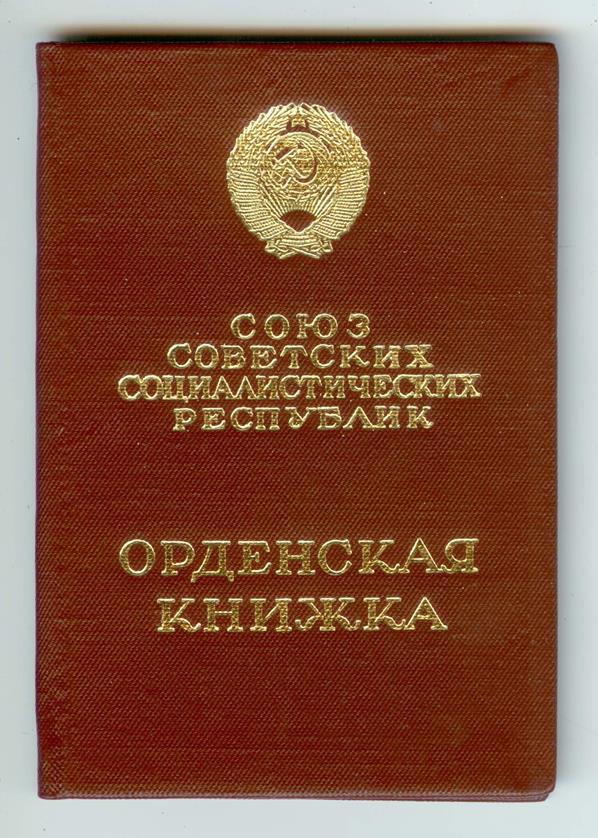 СОЮЗ
СОВЕТСКИХ
СОЦИАЛИСТИЧЕСКИХ
РЕСПУБЛИК
ОРДЕНСКАЯ
КНИЖКА